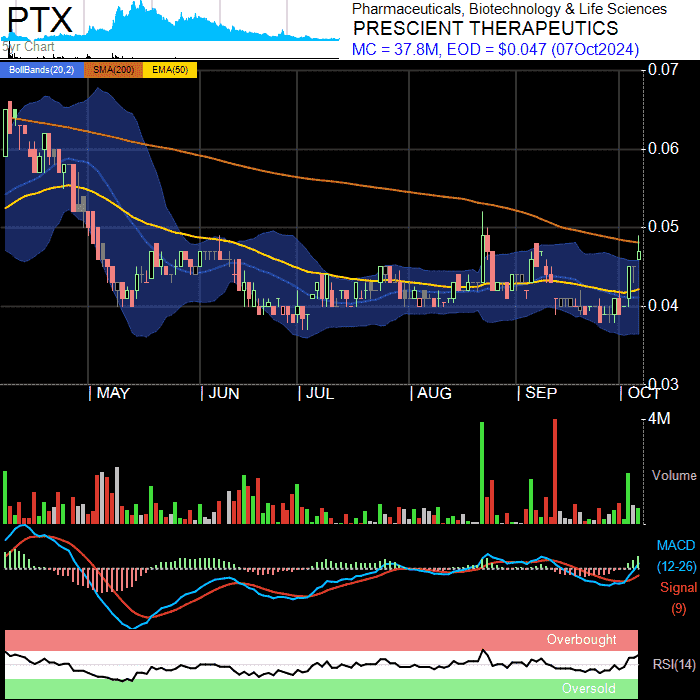 PTX
5yr Chart
Pharmaceuticals, Biotechnology & Life Sciences
PRESCIENT THERAPEUTICS
MC = 37.8M, EOD = $0.047 (07Oct2024)
BollBands(20,2) SMA(200) EMA(50)
0.07
0.06
0.05
0.04
0.03
| MAY | JUN | JUL | AUG | SEP | OCT
4M
Volume
MACD
(12-26)
Signal
(9)
Overbought
RSI(14)
Oversold